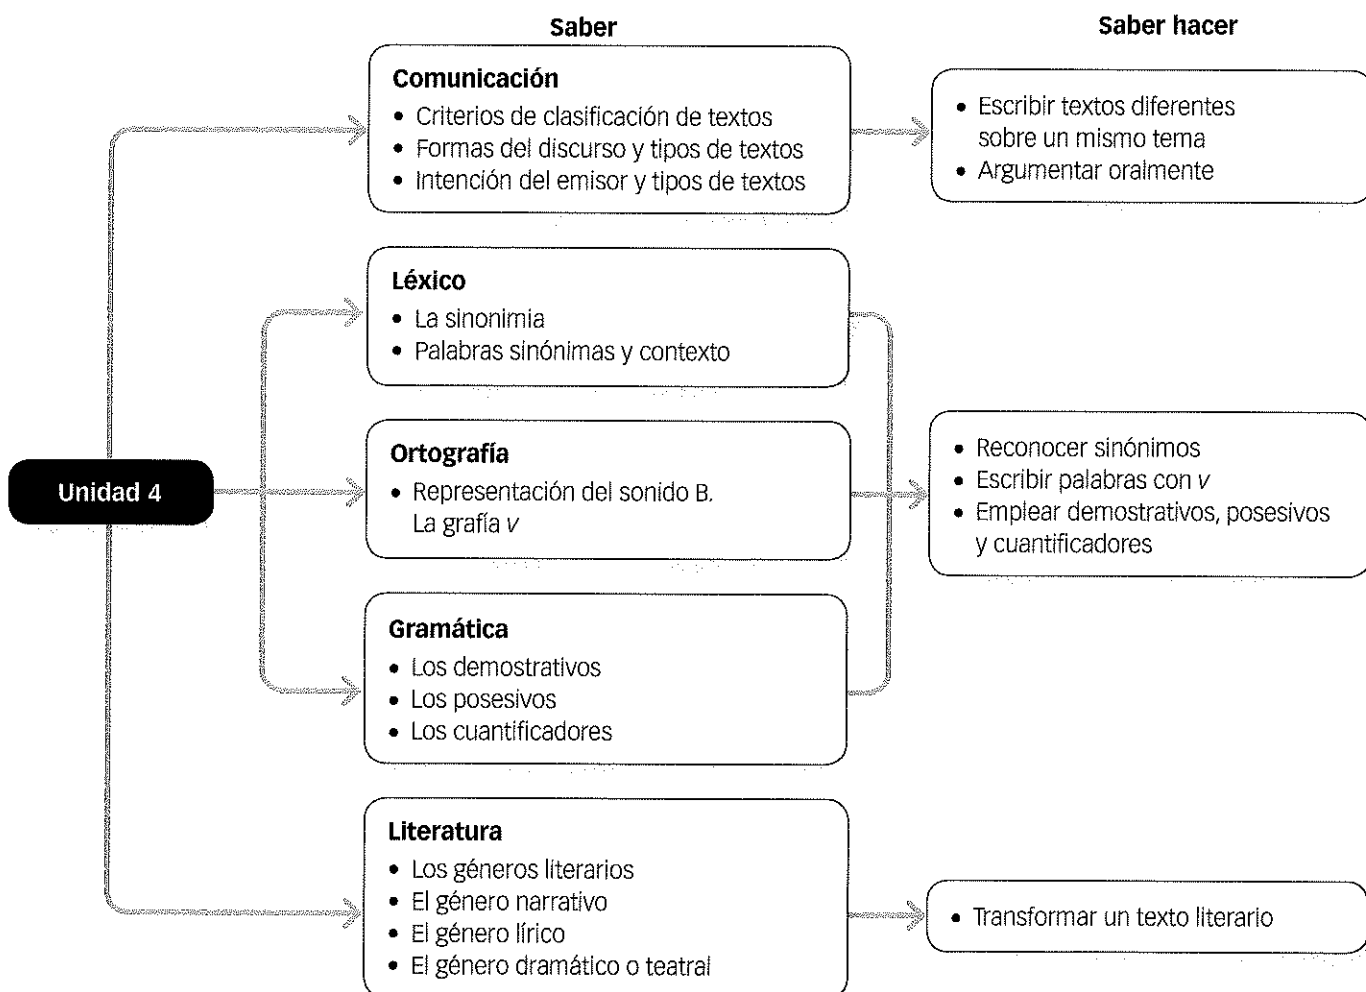 Saber
Saber hacer
Comunicación
• Criterios de clasificación de textos
• Formas del discurso y tipos de textos
• Intención del emisor y tipos de textos
• Escribir textos diferentes
sobre un mismo tema
• Argumentar oralmente
Léxico
• La sinonimia
• Palabras sinónimas y contexto
Unidad 4
Ortografía
• Representación del sonido B.
La grafía v
• Reconocer sinónimos
• Escribir palabras con v
• Emplear demostrativos, posesivos
y cuantificadores
Gramática
• Los demostrativos
• Los posesivos
• Los cuantificadores
Literatura
• Los géneros literarios
• El género narrativo
• El género lírico
• El género dramático o teatral
• Transformar un texto literario